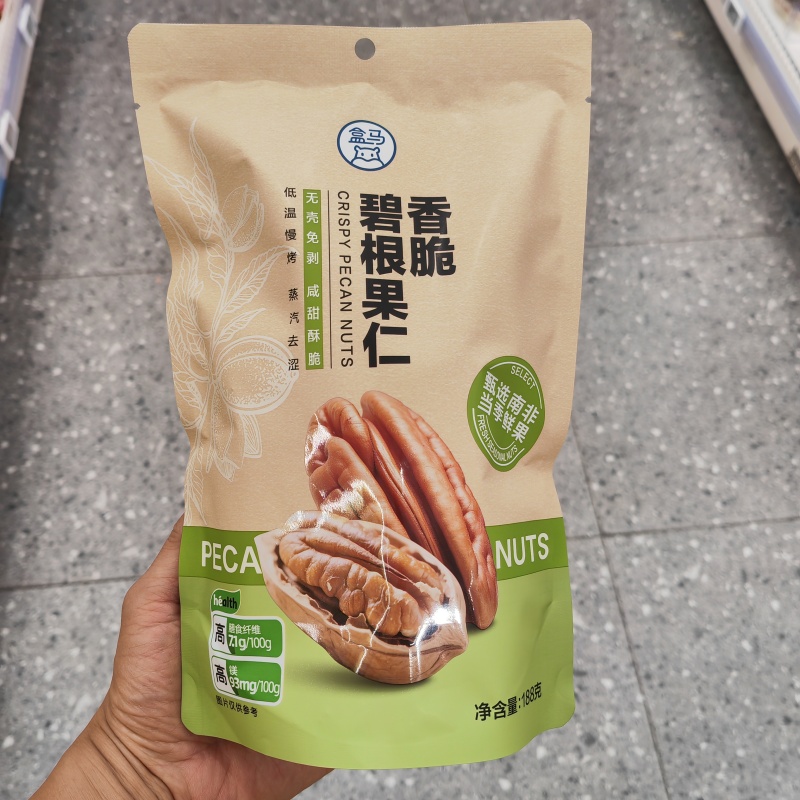 盒马
香脆
碧根果仁
CRISPY PECAN NUTS
无壳免剥 咸甜酥脆
低温慢烤 蒸汽去涩
SELECT
甄选南非
当季鲜果
FRESH SEASONAL NUTS
PECA
NUTS
health
高 膳食纤维
7.1g/100g
高 镁
93mg/100g
图片仅供参考
净含量:188克